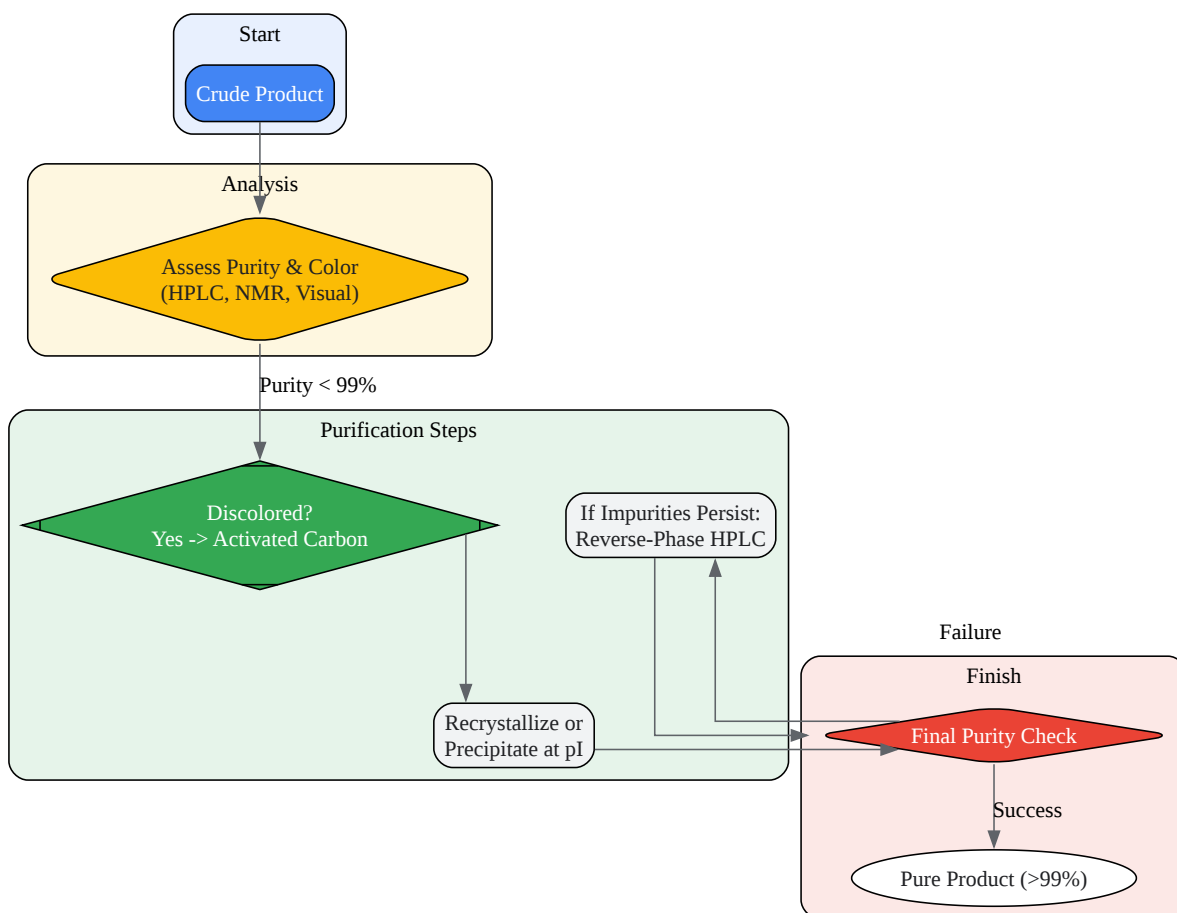 Start
Crude Product
Analysis
Assess Purity & Color
(HPLC, NMR, Visual)
Purity < 99%
Purification Steps
Discolored?
Yes -> Activated Carbon
If Impurities Persist:
Reverse-Phase HPLC
Recrystallize or
Precipitate at pI
Failure
Finish
Final Purity Check
Success
Pure Product (>99%)